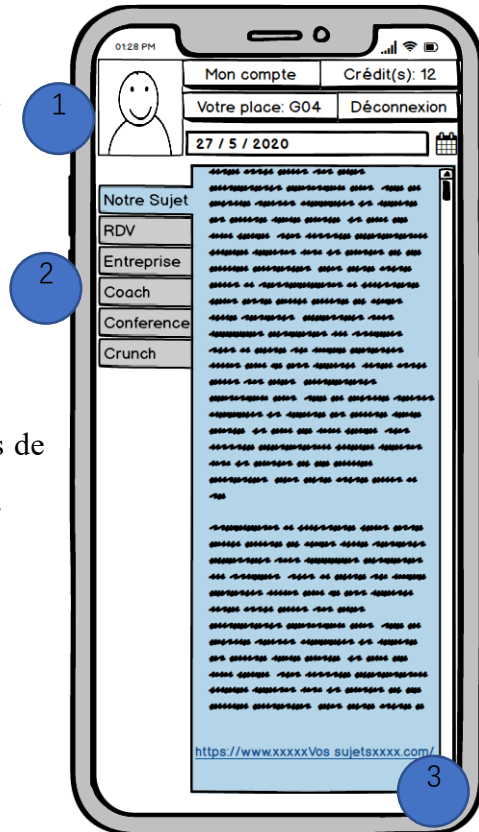 01:28 PM
Mon compte
Crédit(s): 12
1
Votre place: G04
Déconnexion
27 / 5 / 2020
Notre Sujet
RDV
Entreprise
2
Coach
Conference
Crunch
s de
https://www.xxxxxVos sujetsxxxx.com/
3